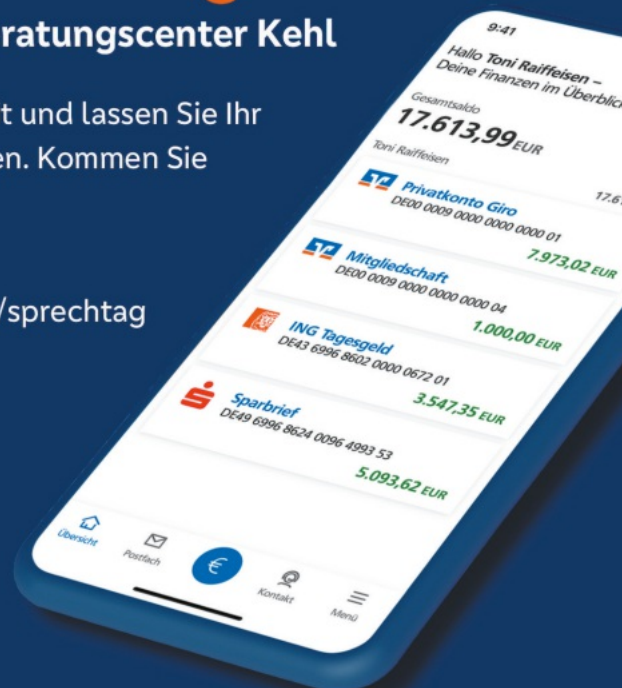 ratungscenter Kehl
t und lassen Sie Ihr
en. Kommen Sie
/sprechtag
9:41
Hallo Toni Raiffeisen –
Deine Finanzen im Überblick
Gesamtsaldo
17.613,99 EUR
Toni Raiffeisen
17.61
Privatkonto Giro
DE00 0009 0000 0000 0000 01
7.973,02 EUR
Mitgliedschaft
DE00 0009 0000 0000 0000 04
1.000,00 EUR
ING Tagesgeld
DE43 6996 8602 0000 0672 01
3.547,35 EUR
Sparbrief
DE49 6996 8624 0096 4993 53
5.093,62 EUR
Übersicht
Postfach
€
Kontakt
Menü